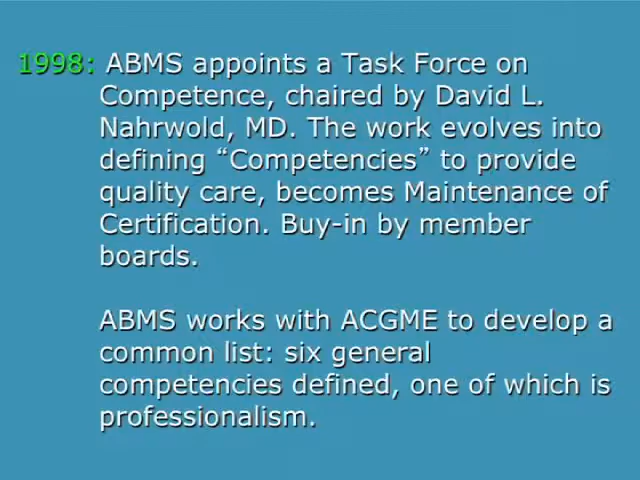 1998: ABMS appoints a Task Force on
Competence, chaired by David L.
Nahrwold, MD. The work evolves into
defining “Competencies” to provide
quality care, becomes Maintenance of
Certification. Buy-in by member
boards.
ABMS works with ACGME to develop a
common list: six general
competencies defined, one of which is
professionalism.